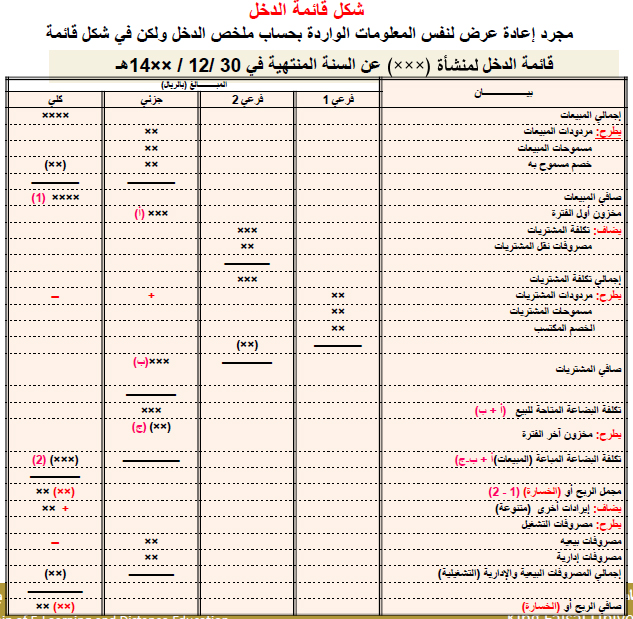 شكل قائمة الدخل
مجرد إعادة عرض لنفس المعلومات الواردة بحساب ملخص الدخل ولكن في شكل قائمة
قائمة الدخل لمنشأة (×××) عن السنة المنتهية في 30 /12 / ××14هـ
بيــــــــان المبـــــالغ (بالريال)
فرعي 1 فرعي 2 جزئي كلي
إجمالي المبيعات ××××
يطرح: مردودات المبيعات ××
مسموحات المبيعات ××
خصم مسموح به ×× (××)
صافي المبيعات ×××× (1)
مخزون أول الفترة ××× (أ)
يضاف: تكلفة المشتريات ×××
مصروفات نقل المشتريات ××
إجمالي تكلفة المشتريات ×××
يطرح: مردودات المشتريات ×× + –
مسموحات المشتريات ××
الخصم المكتسب ××
(××)
صافي المشتريات ×××(ب)
تكلفة البضاعة المتاحة للبيع (أ + ب) ×××
يطرح: مخزون آخر الفترة (××) (ج)
تكلفة البضاعة المباعة (المبيعات)(أ + ب-ج) (×××) (2)
مجمل الربح أو (الخسارة) (1 - 2) ×× (××)
يضاف: إيرادات أخرى (متنوعة) ×× +
يطرح: مصروفات التشغيل
مصروفات بيعيه ×× –
مصروفات إدارية ××
إجمالي المصروفات البيعية والإدارية (التشغيلية) (××)
صافي الربح أو (الخسارة) ×× (××)